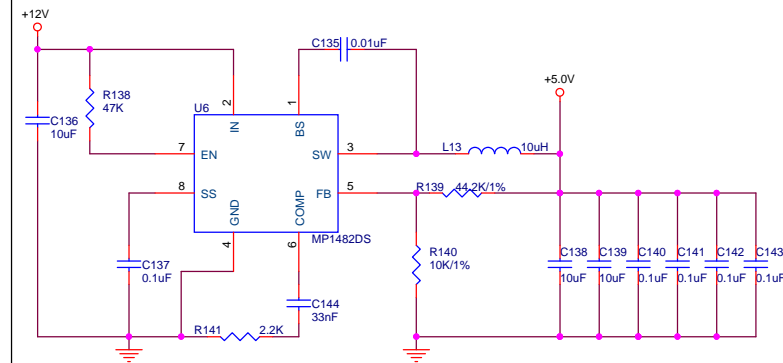 +12V
C135
0.01uF
+5.0V
R138
47K
C136
10uF
U6
2
1
IN
BS
7
EN
SW
3
L13
10uH
8
SS
FB
5
R139
44.2K/1%
GND
COMP
4
6
MP1482DS
C137
0.1uF
R140
10K/1%
C138
10uF
C139
10uF
C140
0.1uF
C141
0.1uF
C142
0.1uF
C143
0.1uF
C144
33nF
R141
2.2K